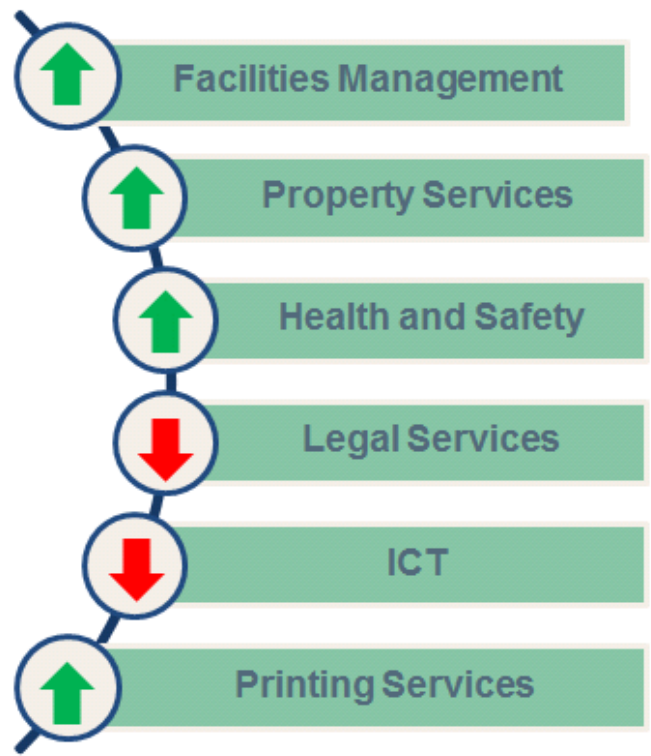 Facilities Management
Property Services
Health and Safety
Legal Services
ICT
Printing Services